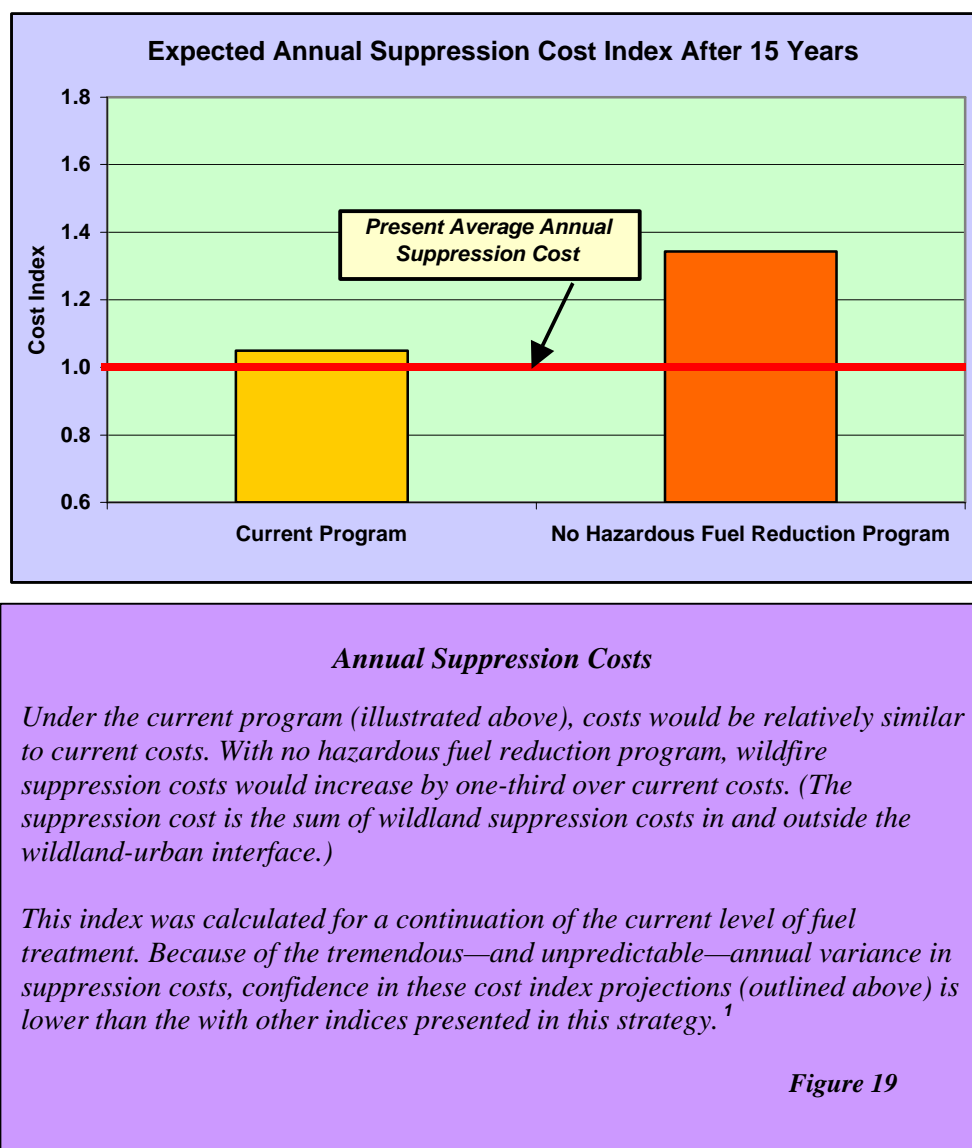 Expected Annual Suppression Cost Index After 15 Years
1.8
1.6
1.4
1.2
1.0
0.8
0.6
Cost Index
Present Average Annual
Suppression Cost
Current Program
No Hazardous Fuel Reduction Program
Annual Suppression Costs
Under the current program (illustrated above), costs would be relatively similar
to current costs. With no hazardous fuel reduction program, wildfire
suppression costs would increase by one-third over current costs. (The
suppression cost is the sum of wildland suppression costs in and outside the
wildland-urban interface.)
This index was calculated for a continuation of the current level of fuel
treatment. Because of the tremendous—and unpredictable—annual variance in
suppression costs, confidence in these cost index projections (outlined above) is
lower than the with other indices presented in this strategy. 1
Figure 19